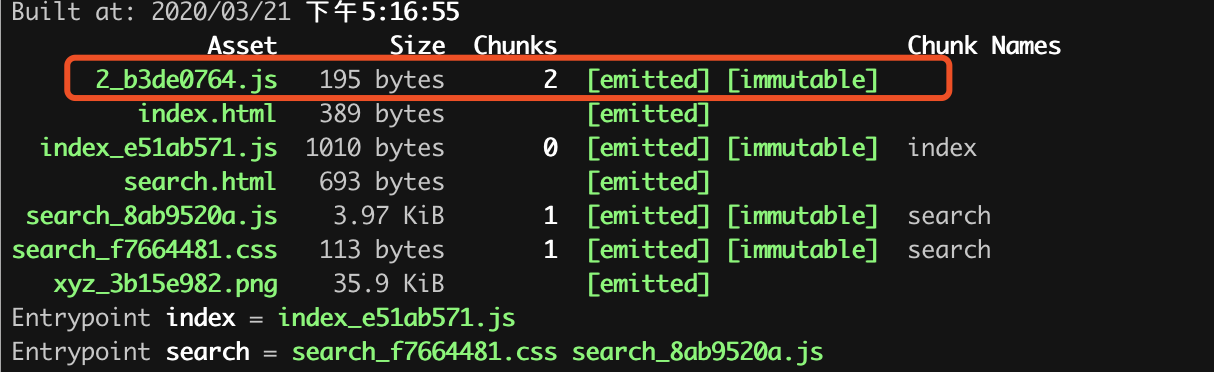 Built at: 2020/03/21 下午5:16:55
Asset Size Chunks Chunk Names
2_b3de0764.js 195 bytes 2 [emitted] [immutable]
index.html 389 bytes [emitted]
index_e51ab571.js 1010 bytes 0 [emitted] [immutable] index
search.html 693 bytes [emitted]
search_8ab9520a.js 3.97 KiB 1 [emitted] [immutable] search
search_f7664481.css 113 bytes 1 [emitted] [immutable] search
xyz_3b15e982.png 35.9 KiB [emitted]
Entrypoint index = index_e51ab571.js
Entrypoint search = search_f7664481.css search_8ab9520a.js